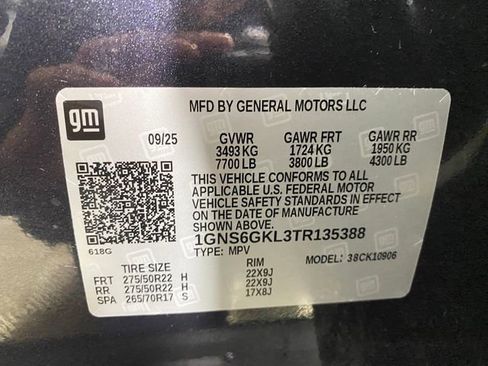 gm
MFD BY GENERAL MOTORS LLC
09/25 GVWR GAWR FRT GAWR RR
3493 KG 1724 KG 1950 KG
7700 LB 3800 LB 4300 LB
THIS VEHICLE CONFORMS TO ALL
APPLICABLE U.S. FEDERAL MOTOR
VEHICLE SAFETY STANDARDS IN EFFECT
ON THE DATE OF MANUFACTURE SHOWN ABOVE.
1GNS6GKL3TR135388
618G TYPE: MPV MODEL: 38CK10906
TIRE SIZE RIM
FRT 275/50R22 H 22X9J
RR 275/50R22 H 22X9J
SPA 265/70R17 S 17X8J